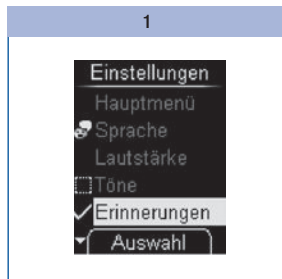 1
Einstellungen
Hauptmenü
Sprache
Lautstärke
Töne
Erinnerungen
Auswahl